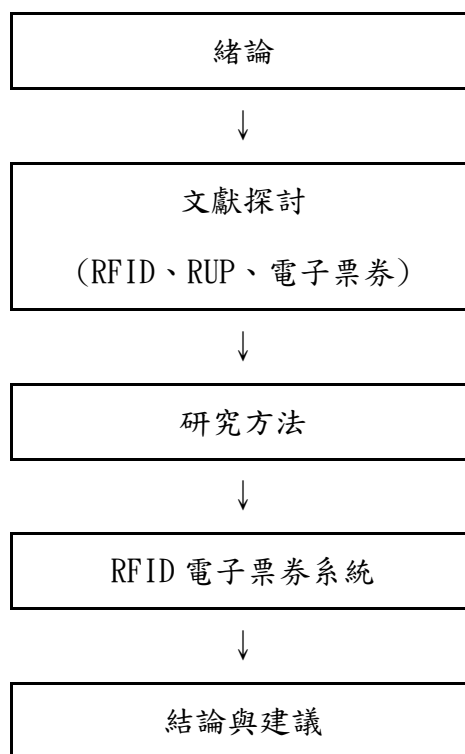 緒論
↓
文獻探討
(RFID、RUP、電子票券)
↓
研究方法
↓
RFID 電子票券系統
↓
結論與建議